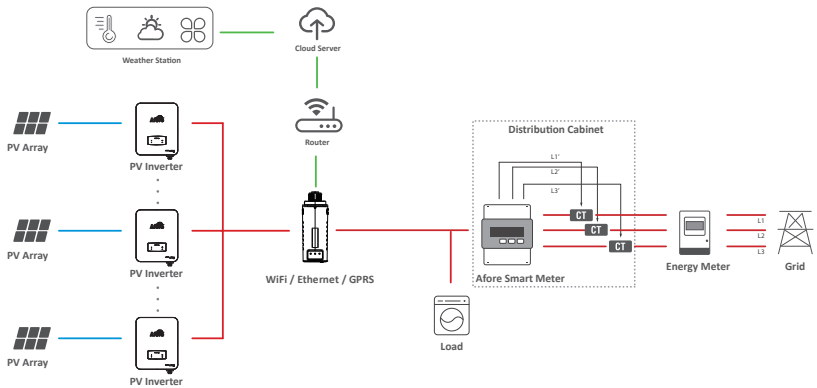 Weather Station
Cloud Server
Router
PV Array
PV Inverter
PV Array
PV Inverter
PV Array
PV Inverter
WiFi / Ethernet / GPRS
Load
Distribution Cabinet
L1'
L2'
L3'
CT
CT
CT
Afore Smart Meter
Energy Meter
L1
L2
L3
Grid